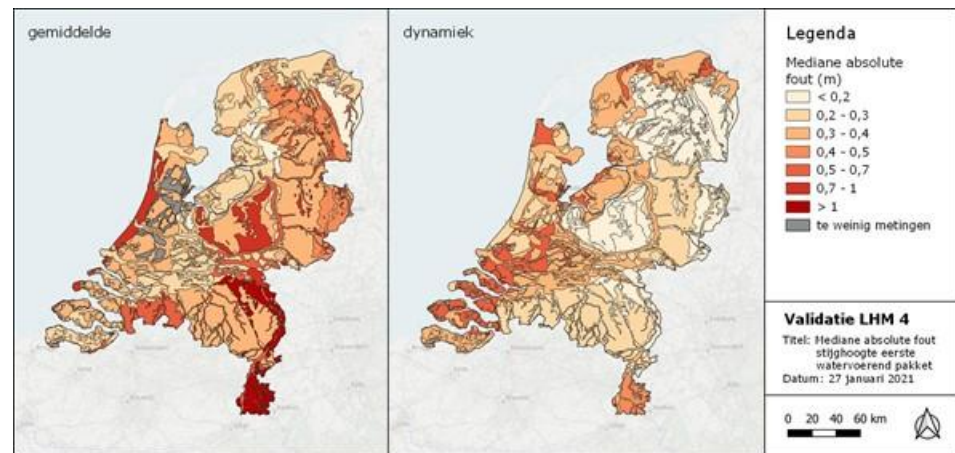 gemiddelde
dynamiek
Legenda
Mediane absolute
fout (m)
< 0,2
0,2 - 0,3
0,3 - 0,4
0,4 - 0,5
0,5 - 0,7
0,7 - 1
> 1
te weinig metingen
Validatie LHM 4
Titel: Mediane absolute fout
stijghoogte eerste
watervoerend pakket
Datum: 27 januari 2021
0 20 40 60 km